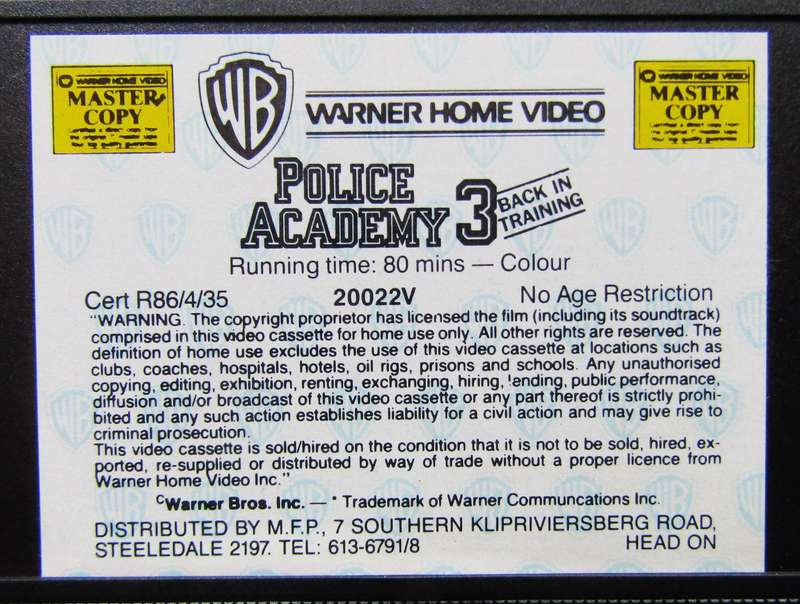 WARNER HOME VIDEO
MASTER
COPY
WB
WARNER HOME VIDEO
WARNER HOME VIDEO
MASTER
COPY
POLICE
ACADEMY 3 BACK IN
TRAINING
Running time: 80 mins — Colour
Cert R86/4/35 20022V No Age Restriction
"WARNING. The copyright proprietor has licensed the film (including its soundtrack)
comprised in this video cassette for home use only. All other rights are reserved. The
definition of home use excludes the use of this video cassette at locations such as
clubs, coaches, hospitals, hotels, oil rigs, prisons and schools. Any unauthorised
copying, editing, exhibition, renting, exchanging, hiring, lending, public performance,
diffusion and/or broadcast of this video cassette or any part thereof is strictly prohi-
bited and any such action establishes liability for a civil action and may give rise to
criminal prosecution.
This video cassette is sold/hired on the condition that it is not to be sold, hired, ex-
ported, re-supplied or distributed by way of trade without a proper licence from
Warner Home Video Inc."
©Warner Bros. Inc. — * Trademark of Warner Communcations Inc.
DISTRIBUTED BY M.F.P., 7 SOUTHERN KLIPRIVIERSBERG ROAD,
STEELEDALE 2197. TEL: 613-6791/8 HEAD ON